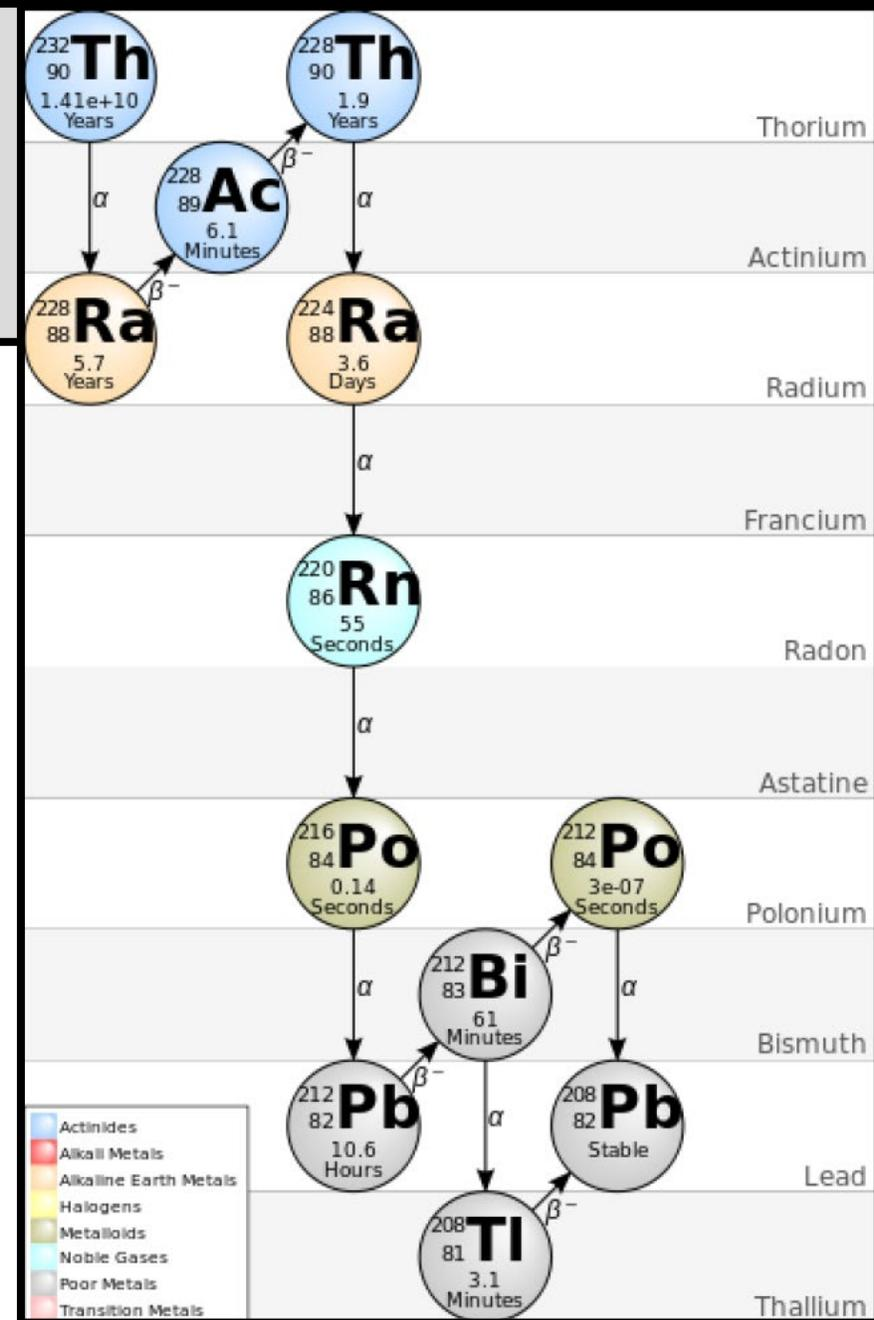 232
90
Th
1.41e+10
Years
228
90
Th
1.9
Years
Thorium
α
β⁻
228
89
Ac
6.1
Minutes
α
Actinium
β⁻
228
88
Ra
5.7
Years
224
88
Ra
3.6
Days
Radium
α
Francium
220
86
Rn
55
Seconds
Radon
α
Astatine
216
84
Po
0.14
Seconds
212
84
Po
3e-07
Seconds
Polonium
β⁻
α
212
83
Bi
61
Minutes
α
Bismuth
β⁻
212
82
Pb
10.6
Hours
α
208
82
Pb
Stable
Lead
β⁻
208
81
Tl
3.1
Minutes
Thallium
Actinides
Alkali Metals
Alkaline Earth Metals
Halogens
Metalloids
Noble Gases
Poor Metals
Transition Metals